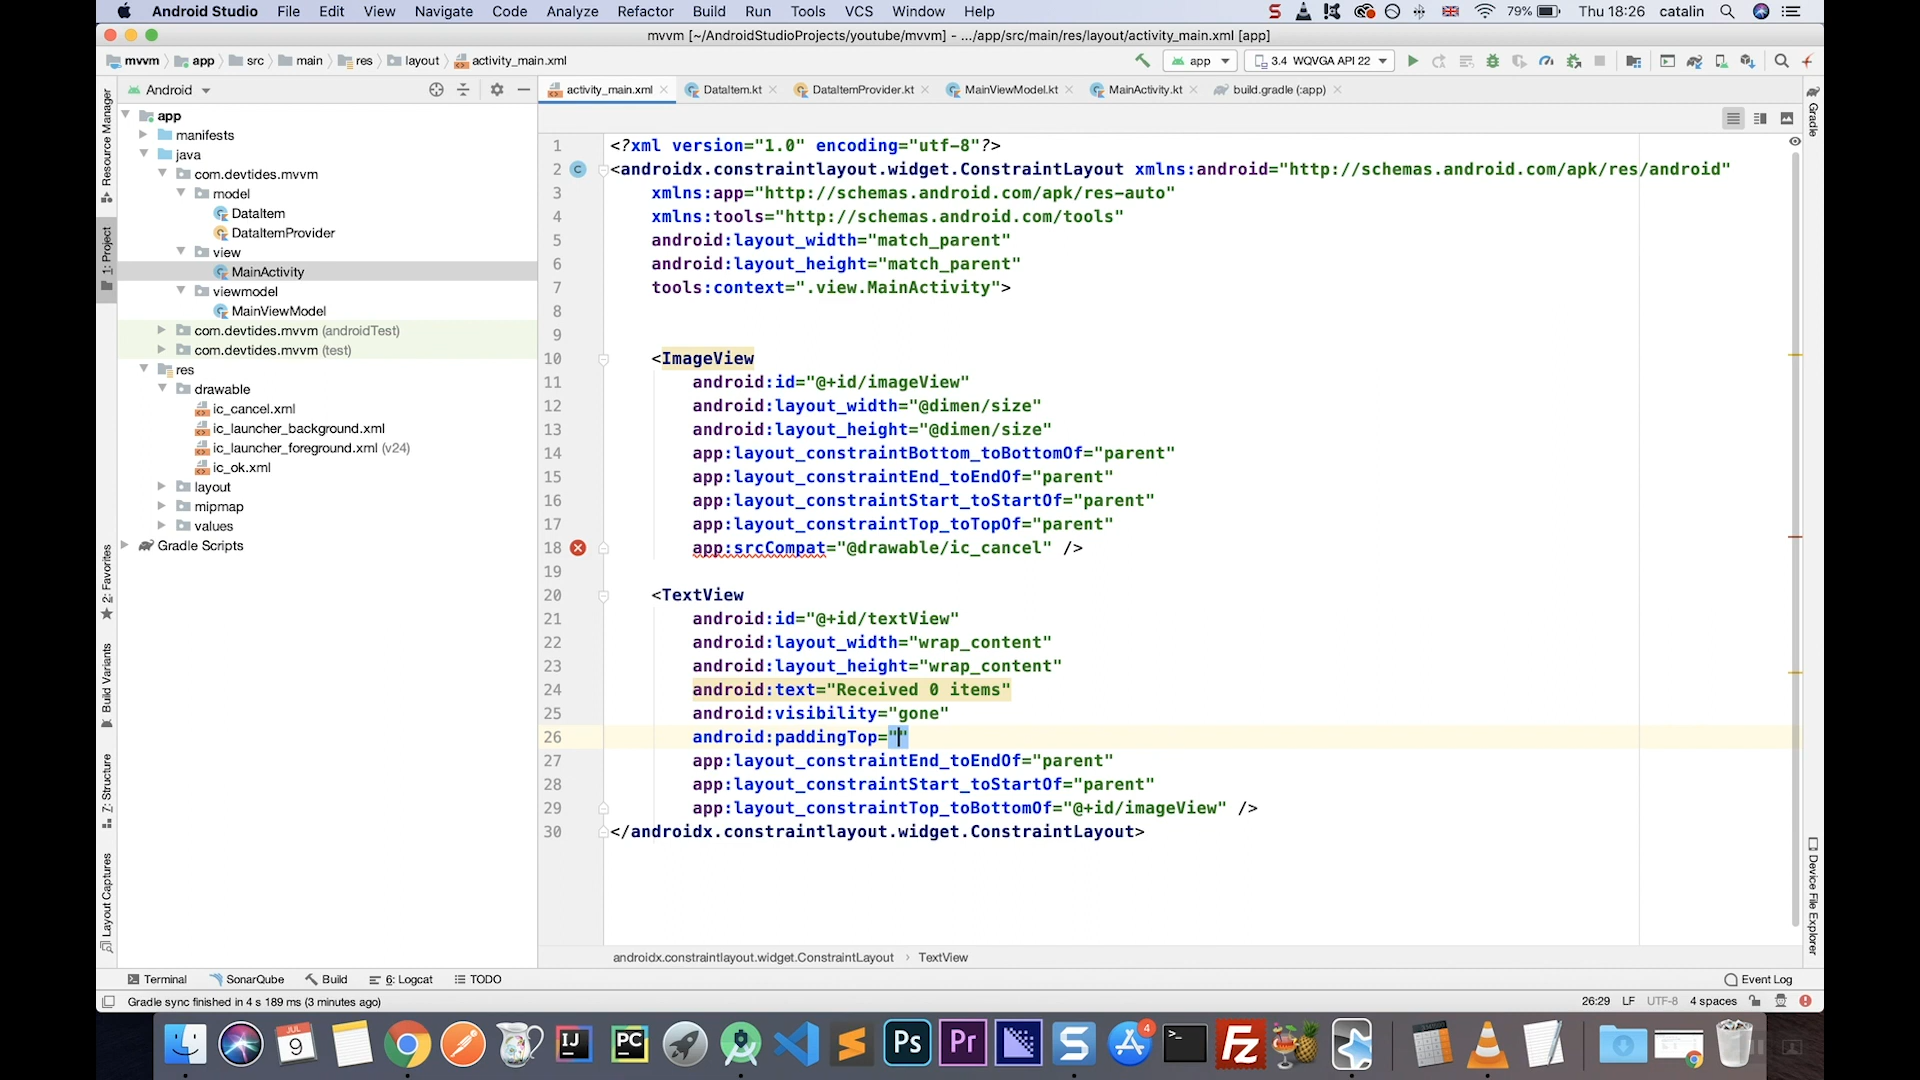 Android Studio File Edit View Navigate Code Analyze Refactor Build Run Tools VCS Window Help 79% Thu 18:26 catalin
mvvm [~/AndroidStudioProjects/youtube/mvvm] - .../app/src/main/res/layout/activity_main.xml [app]
mvvm app src main res layout activity_main.xml app 3.4 WQVGA API 22
Android
activity_main.xml DataItem.kt DataItemProvider.kt MainViewModel.kt MainActivity.kt build.gradle (:app)
Resource Manager
1: Project
2: Favorites
Build Variants
7: Structure
Layout Captures
app
manifests
java
com.devtides.mvvm
model
DataItem
DataItemProvider
view
MainActivity
viewmodel
MainViewModel
com.devtides.mvvm (androidTest)
com.devtides.mvvm (test)
res
drawable
ic_cancel.xml
ic_launcher_background.xml
ic_launcher_foreground.xml (v24)
ic_ok.xml
layout
mipmap
values
Gradle Scripts
1 <?xml version="1.0" encoding="utf-8"?>
2 <androidx.constraintlayout.widget.ConstraintLayout xmlns:android="http://schemas.android.com/apk/res/android"
3 xmlns:app="http://schemas.android.com/apk/res-auto"
4 xmlns:tools="http://schemas.android.com/tools"
5 android:layout_width="match_parent"
6 android:layout_height="match_parent"
7 tools:context=".view.MainActivity">
8
9
10 <ImageView
11 android:id="@+id/imageView"
12 android:layout_width="@dimen/size"
13 android:layout_height="@dimen/size"
14 app:layout_constraintBottom_toBottomOf="parent"
15 app:layout_constraintEnd_toEndOf="parent"
16 app:layout_constraintStart_toStartOf="parent"
17 app:layout_constraintTop_toTopOf="parent"
18 app:srcCompat="@drawable/ic_cancel" />
19
20 <TextView
21 android:id="@+id/textView"
22 android:layout_width="wrap_content"
23 android:layout_height="wrap_content"
24 android:text="Received 0 items"
25 android:visibility="gone"
26 android:paddingTop=""
27 app:layout_constraintEnd_toEndOf="parent"
28 app:layout_constraintStart_toStartOf="parent"
29 app:layout_constraintTop_toBottomOf="@+id/imageView" />
30 </androidx.constraintlayout.widget.ConstraintLayout>
Gradle
Device File Explorer
androidx.constraintlayout.widget.ConstraintLayout › TextView
Terminal SonarQube Build 6: Logcat TODO Event Log
Gradle sync finished in 4 s 189 ms (3 minutes ago) 26:29 LF UTF-8 4 spaces
JUL
9
IJ
PC
Ps
Pr
S
4
Fz